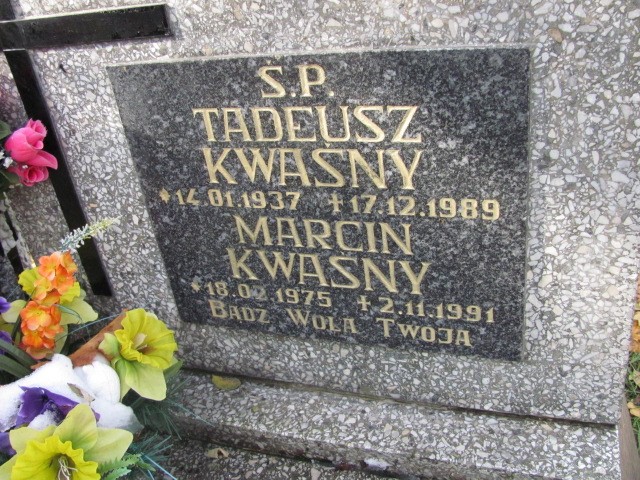 Ś.P.
TADEUSZ
KWAŚNY
*14.01.1937 +17.12.1989
MARCIN
KWAŚNY
*18.02.1975 +2.11.1991
BĄDŹ WOLA TWOJA